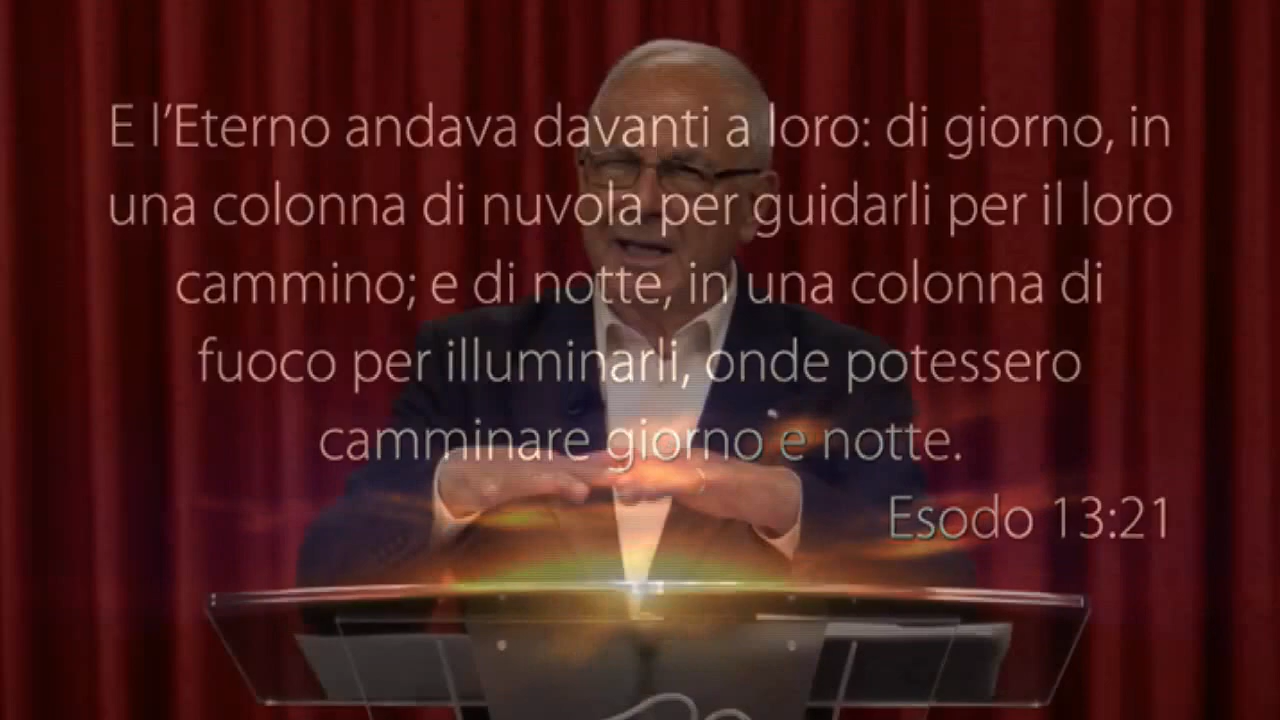 E l’Eterno andava davanti a loro: di giorno, in
una colonna di nuvola per guidarli per il loro
cammino; e di notte, in una colonna di
fuoco per illuminarli, onde potessero
camminare giorno e notte.
Esodo 13:21